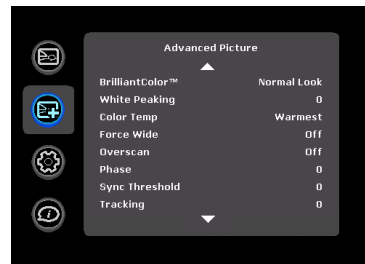 Advanced Picture
BrilliantColor™ Normal Look
White Peaking 0
Color Temp Warmest
Force Wide Off
Overscan Off
Phase 0
Sync Threshold 0
Tracking 0